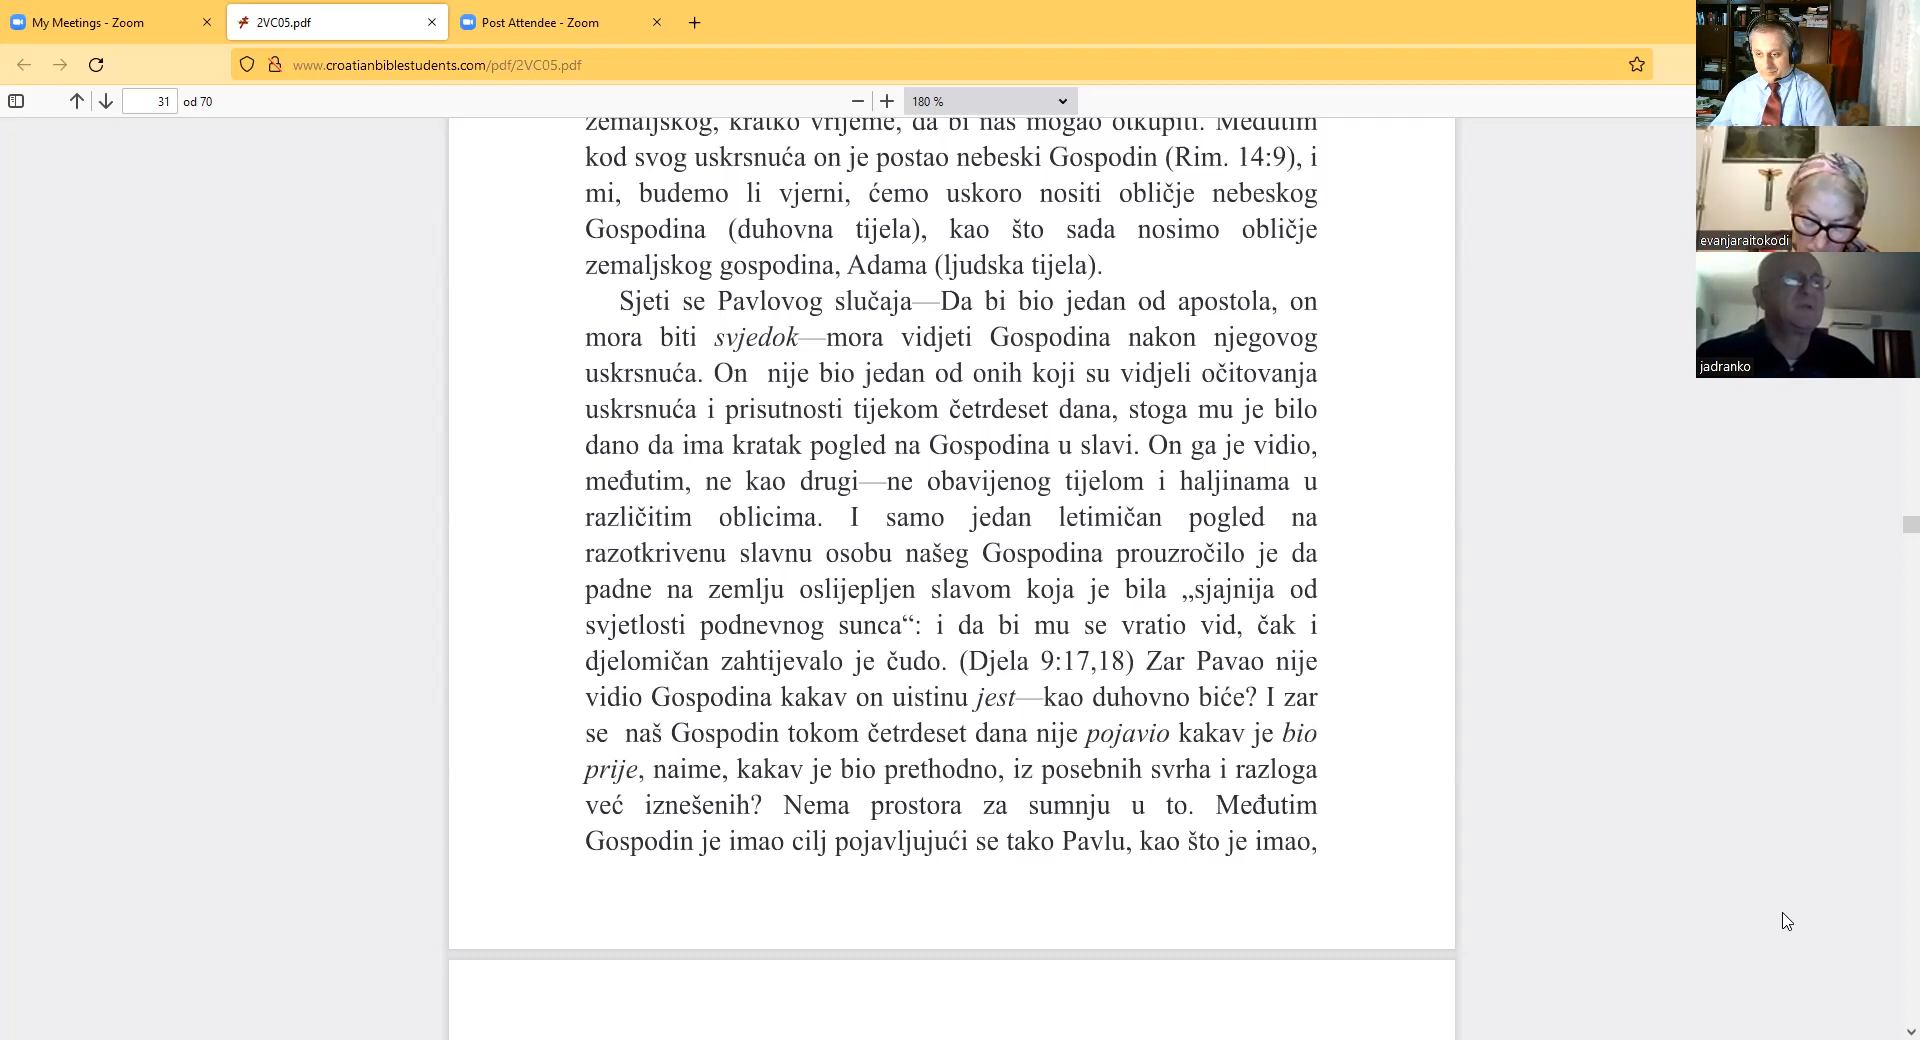 My Meetings - Zoom
2VC05.pdf
Post Attendee - Zoom
www.croatianbiblestudents.com/pdf/2VC05.pdf
31 od 70
180 %
zemaljskog, kratko vrijeme, da bi nas mogao otkupiti. Međutim
kod svog uskrsnuća on je postao nebeski Gospodin (Rim. 14:9), i
mi, budemo li vjerni, ćemo uskoro nositi obličje nebeskog
Gospodina (duhovna tijela), kao što sada nosimo obličje
zemaljskog gospodina, Adama (ljudska tijela).
Sjeti se Pavlovog slučaja—Da bi bio jedan od apostola, on
mora biti svjedok—mora vidjeti Gospodina nakon njegovog
uskrsnuća. On nije bio jedan od onih koji su vidjeli očitovanja
uskrsnuća i prisutnosti tijekom četrdeset dana, stoga mu je bilo
dano da ima kratak pogled na Gospodina u slavi. On ga je vidio,
međutim, ne kao drugi—ne obavijenog tijelom i haljinama u
različitim oblicima. I samo jedan letimičan pogled na
razotkrivenu slavnu osobu našeg Gospodina prouzročilo je da
padne na zemlju oslijepljen slavom koja je bila „sjajnija od
svjetlosti podnevnog sunca“: i da bi mu se vratio vid, čak i
djelomičan zahtijevalo je čudo. (Djela 9:17,18) Zar Pavao nije
vidio Gospodina kakav on uistinu jest—kao duhovno biće? I zar
se naš Gospodin tokom četrdeset dana nije pojavio kakav je bio
prije, naime, kakav je bio prethodno, iz posebnih svrha i razloga
već iznešenih? Nema prostora za sumnju u to. Međutim
Gospodin je imao cilj pojavljujući se tako Pavlu, kao što je imao,
evanjaraitokodi
jadranko